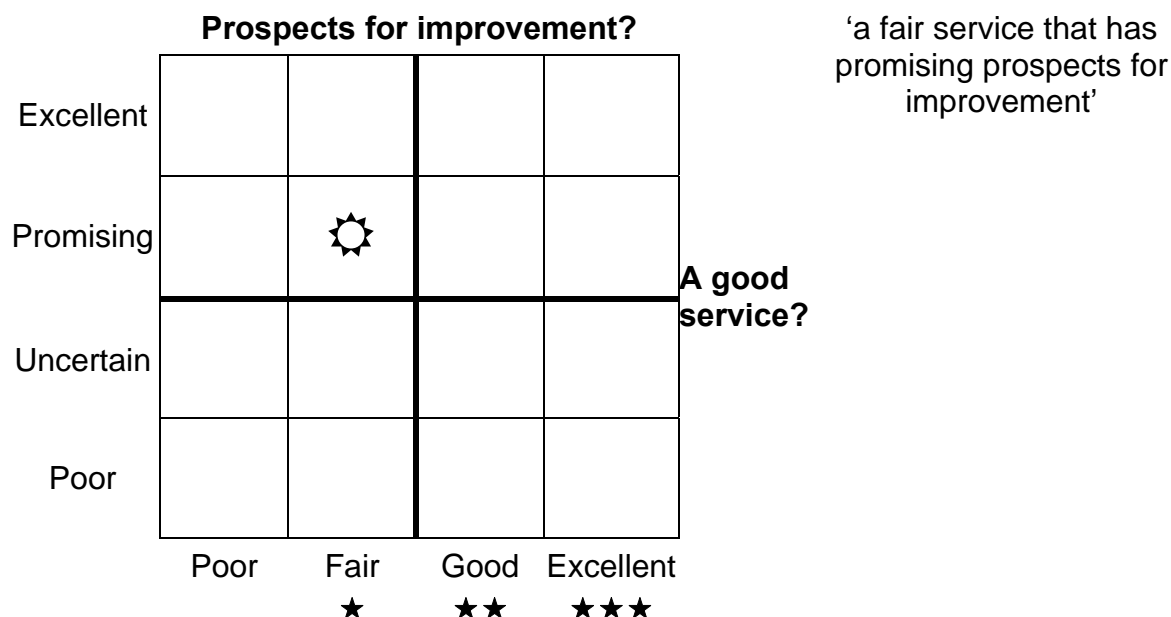 Prospects for improvement?
‘a fair service that has
promising prospects for
improvement’
Excellent
Promising
A good
service?
Uncertain
Poor
Poor Fair Good Excellent
★ ★★ ★★★